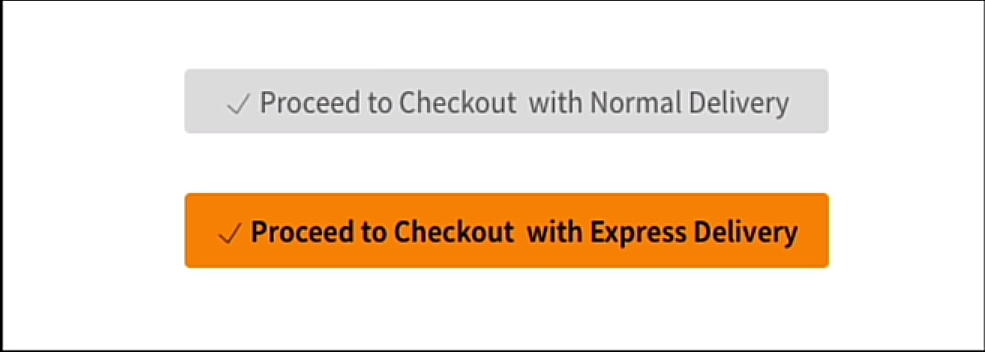 ✓ Proceed to Checkout with Normal Delivery
✓ Proceed to Checkout with Express Delivery